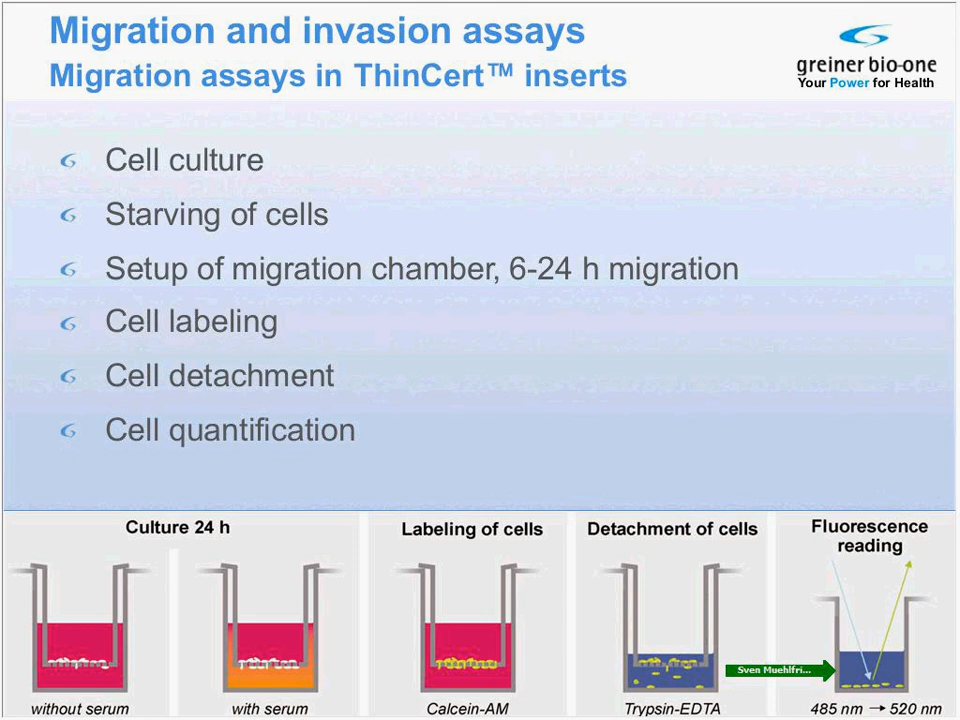 Migration and invasion assays
Migration assays in ThinCert™ inserts
greiner bio-one
Your Power for Health
Cell culture
Starving of cells
Setup of migration chamber, 6-24 h migration
Cell labeling
Cell detachment
Cell quantification
Culture 24 h
Labeling of cells
Detachment of cells
Fluorescence
reading
Sven Muehlfri...
without serum
with serum
Calcein-AM
Trypsin-EDTA
485 nm → 520 nm